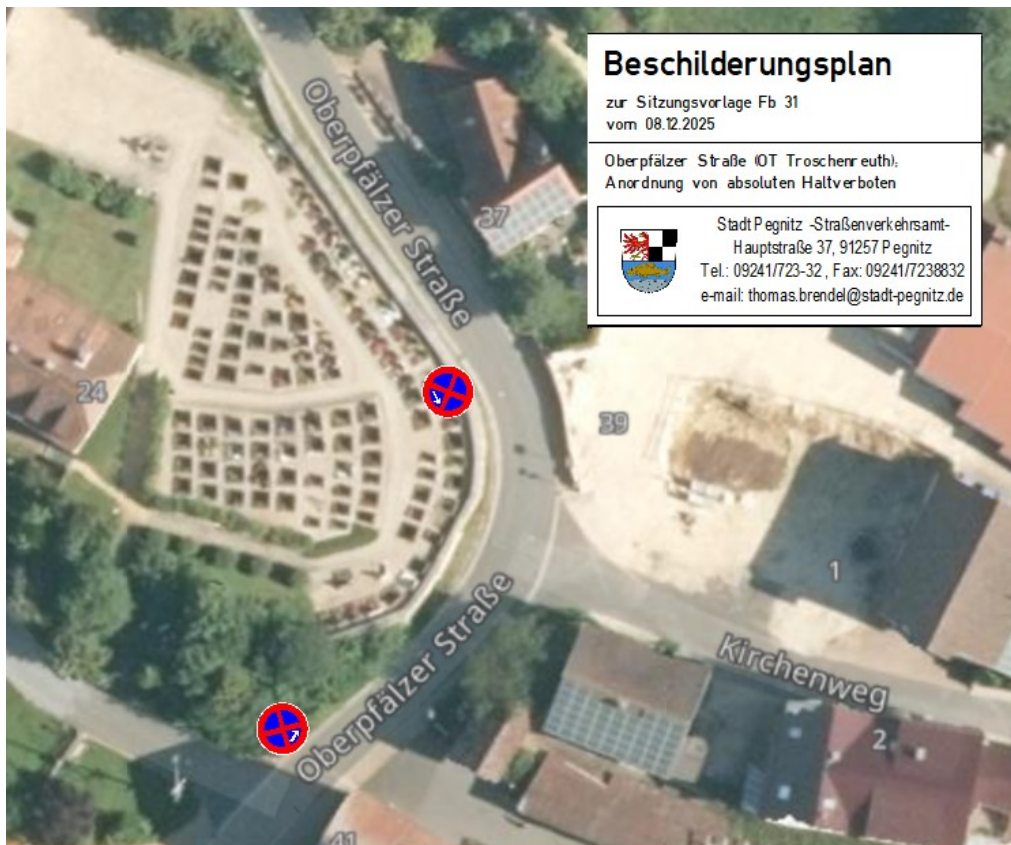 Beschilderungsplan
zur Sitzungsvorlage Fb 31
vom 08.12.2025
Oberpfälzer Straße (OT Troschenreuth);
Anordnung von absoluten Haltverboten
Stadt Pegnitz -Straßenverkehrsamt-
Hauptstraße 37, 91257 Pegnitz
Tel.: 09241/723-32 , Fax: 09241/7238832
e-mail: thomas.brendel@stadt-pegnitz.de
Oberpfälzer Straße
37
24
39
1
Oberpfälzer Straße
Kirchenweg
2
41